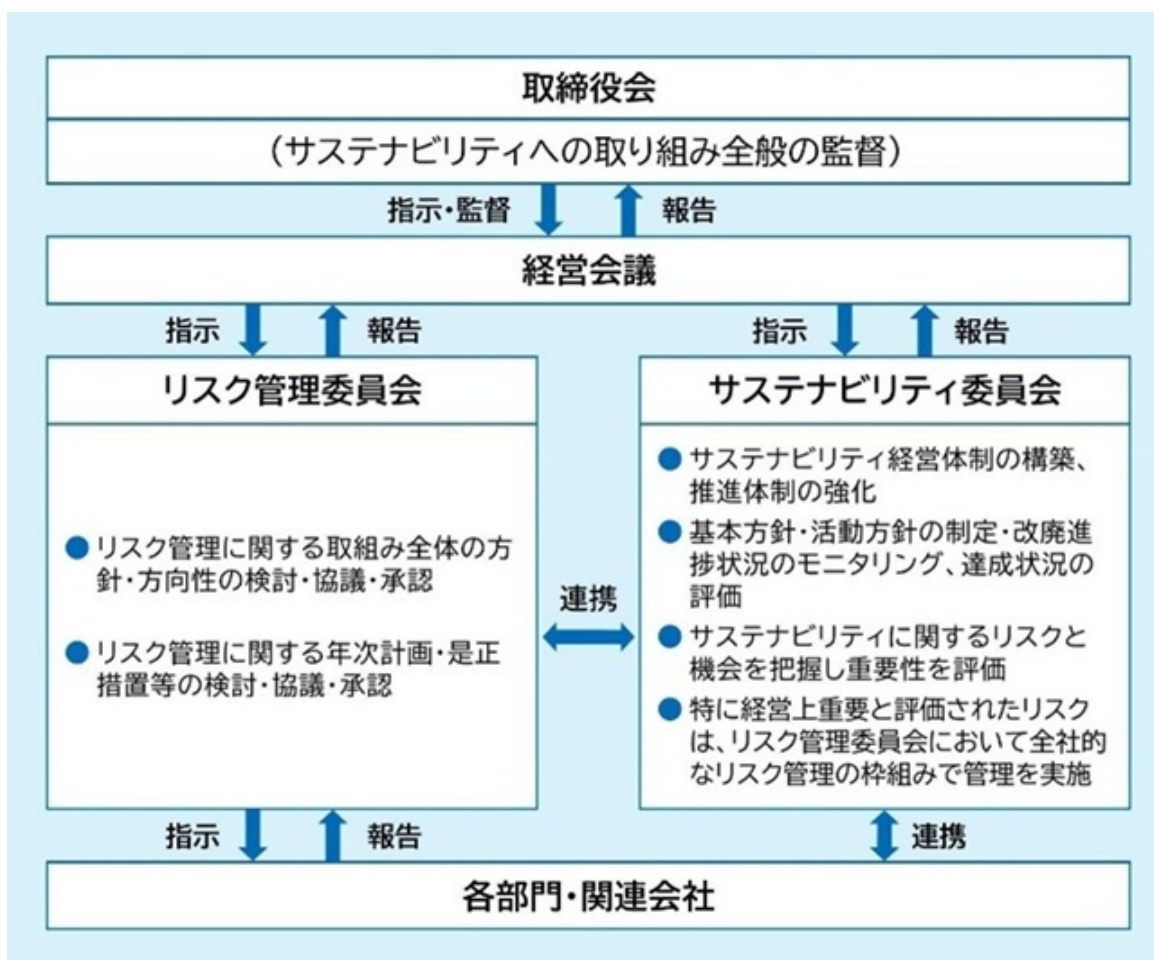 取締役会
（サステナビリティへの取り組み全般の監督）
指示・監督
報告
経営会議
指示
報告
指示
報告
リスク管理委員会
● リスク管理に関する取組み全体の方
針・方向性の検討・協議・承認
● リスク管理に関する年次計画・是正
措置等の検討・協議・承認
連携
サステナビリティ委員会
● サステナビリティ経営体制の構築、
推進体制の強化
● 基本方針・活動方針の制定・改廃進
捗状況のモニタリング、達成状況の
評価
● サステナビリティに関するリスクと
機会を把握し重要性を評価
● 特に経営上重要と評価されたリスク
は、リスク管理委員会において全社的
なリスク管理の枠組みで管理を実施
指示
報告
連携
各部門・関連会社